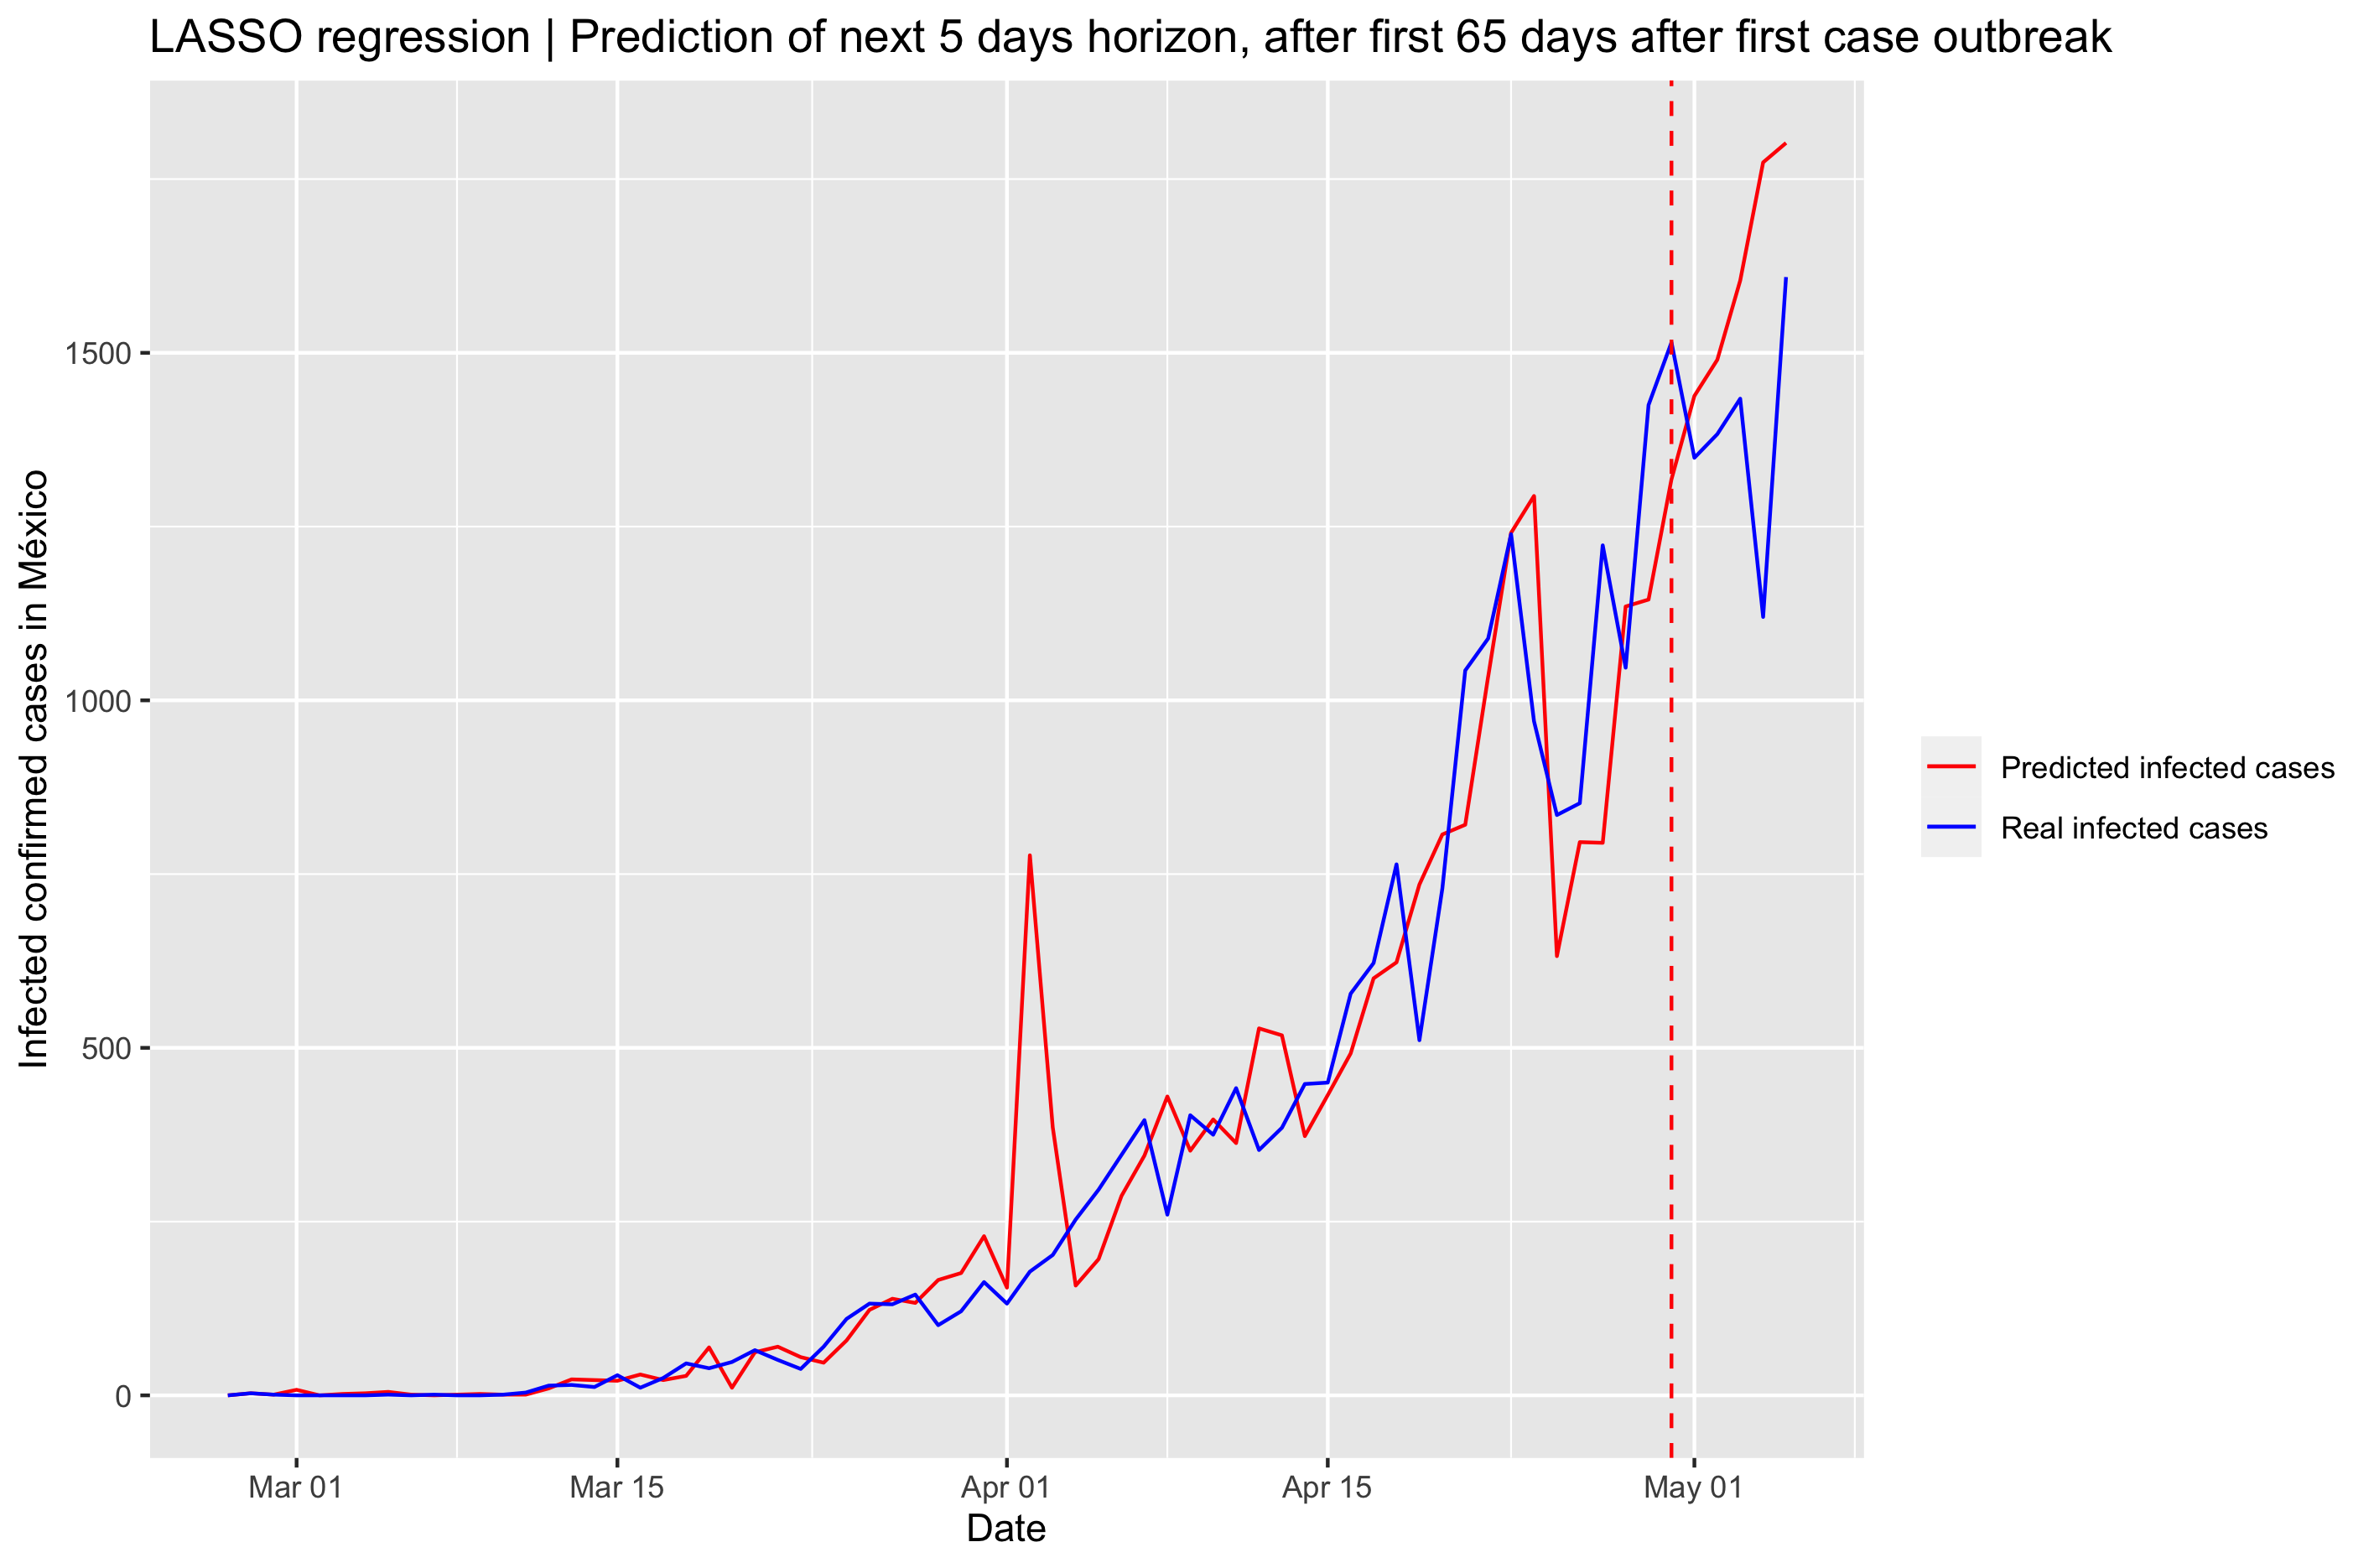 LASSO regression | Prediction of next 5 days horizon, after first 65 days after first case outbreak
Infected confirmed cases in México
1500
1000
500
0
Mar 01
Mar 15
Apr 01
Apr 15
May 01
Date
Predicted infected cases
Real infected cases